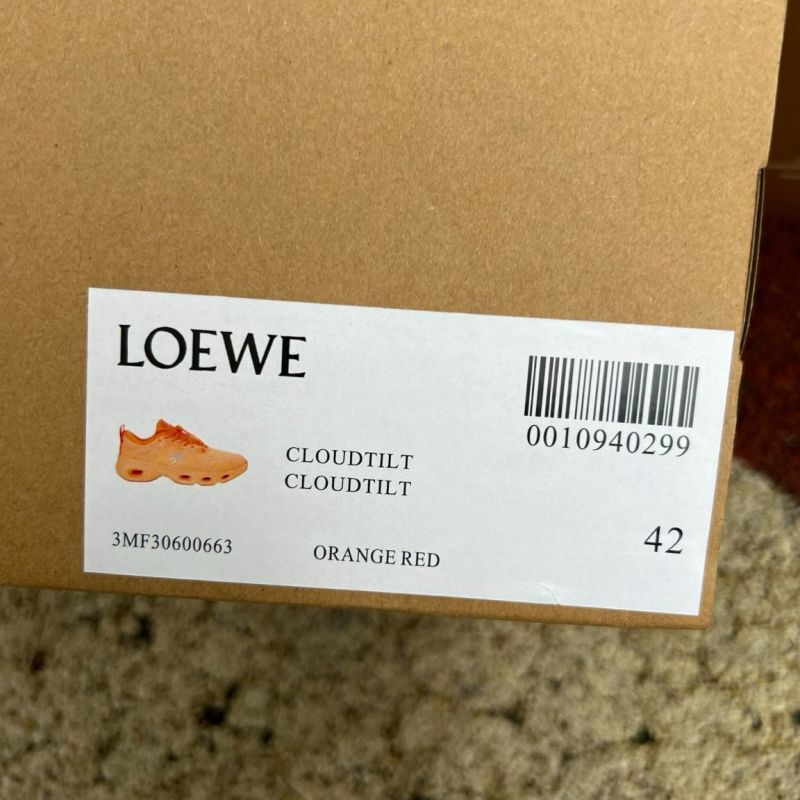 LOEWE
0010940299
CLOUDTILT
CLOUDTILT
3MF30600663
ORANGE RED
42